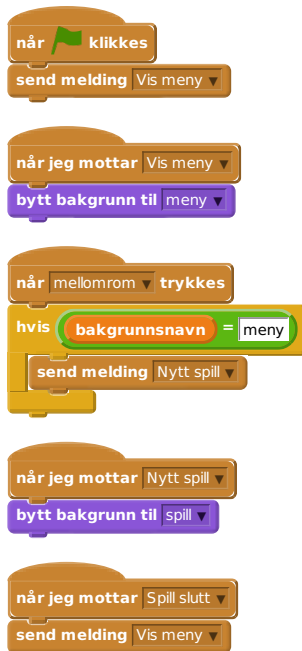 når klikkes
send melding Vis meny
når jeg mottar Vis meny
bytt bakgrunn til meny
når mellomrom trykkes
hvis bakgrunnsnavn = meny
send melding Nytt spill
når jeg mottar Nytt spill
bytt bakgrunn til spill
når jeg mottar Spill slutt
send melding Vis meny